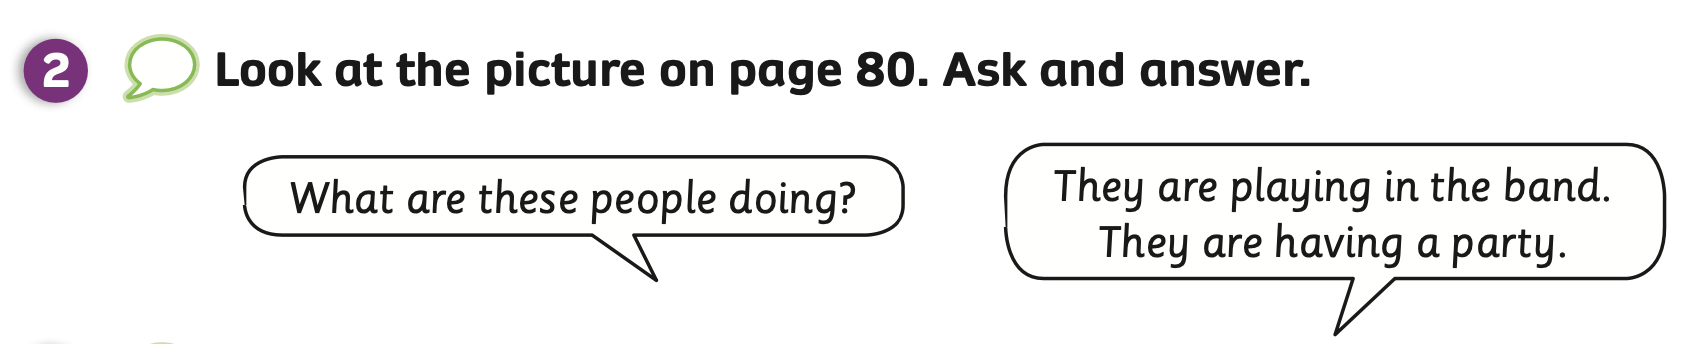 2 Look at the picture on page 80. Ask and answer.
What are these people doing?
They are playing in the band.
They are having a party.